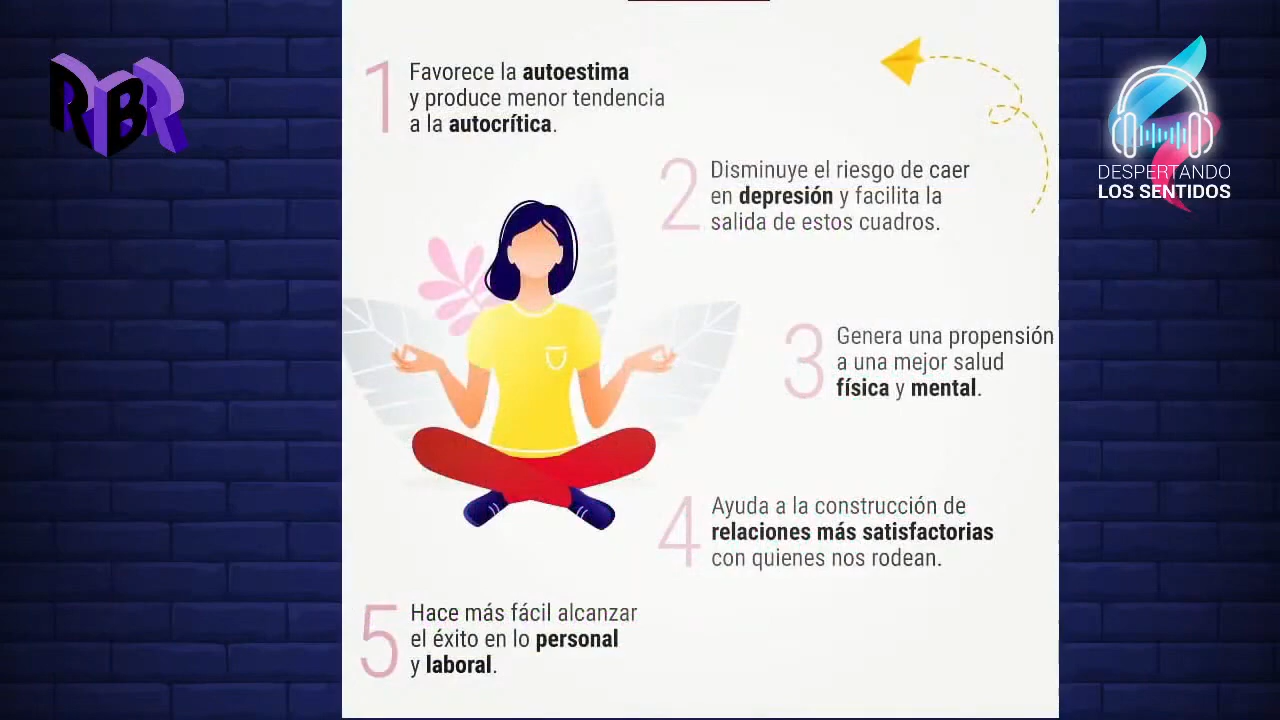 RBR
DESPERTANDO
LOS SENTIDOS
1
Favorece la autoestima
y produce menor tendencia
a la autocrítica.
2
Disminuye el riesgo de caer
en depresión y facilita la
salida de estos cuadros.
3
Genera una propensión
a una mejor salud
física y mental.
4
Ayuda a la construcción de
relaciones más satisfactorias
con quienes nos rodean.
5
Hace más fácil alcanzar
el éxito en lo personal
y laboral.